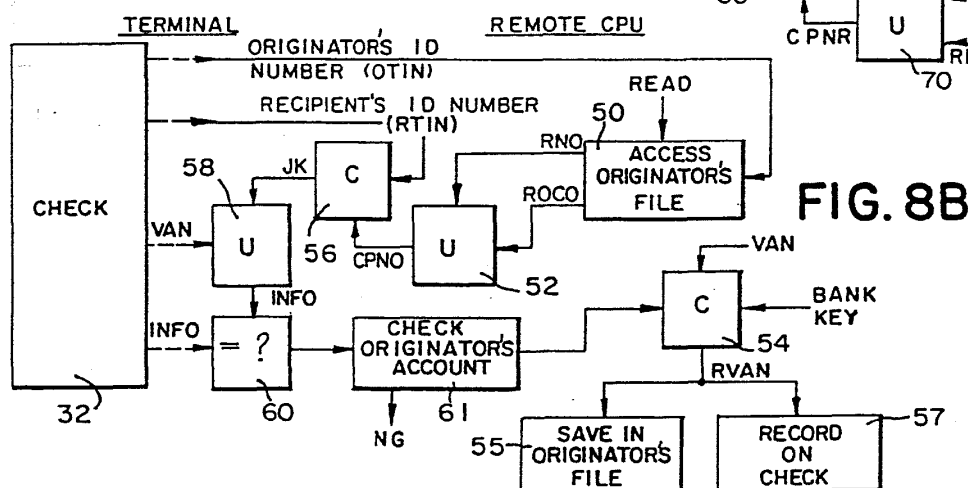 TERMINAL
REMOTE CPU
CPNR
U
70
ORIGINATOR'S ID
NUMBER (OTIN)
RECIPIENT'S ID NUMBER
(RTIN)
READ
50
ACCESS
ORIGINATOR'S
FILE
RNO
ROCO
FIG. 8B
CHECK
32
58
JK
C
56
VAN
U
CPNO
U
52
INFO
INFO
= ?
60
CHECK
ORIGINATOR'S
ACCOUNT
61
NG
VAN
C
BANK
KEY
54
RVAN
55
SAVE IN
ORIGINATOR'S
FILE
RECORD
ON
CHECK
57